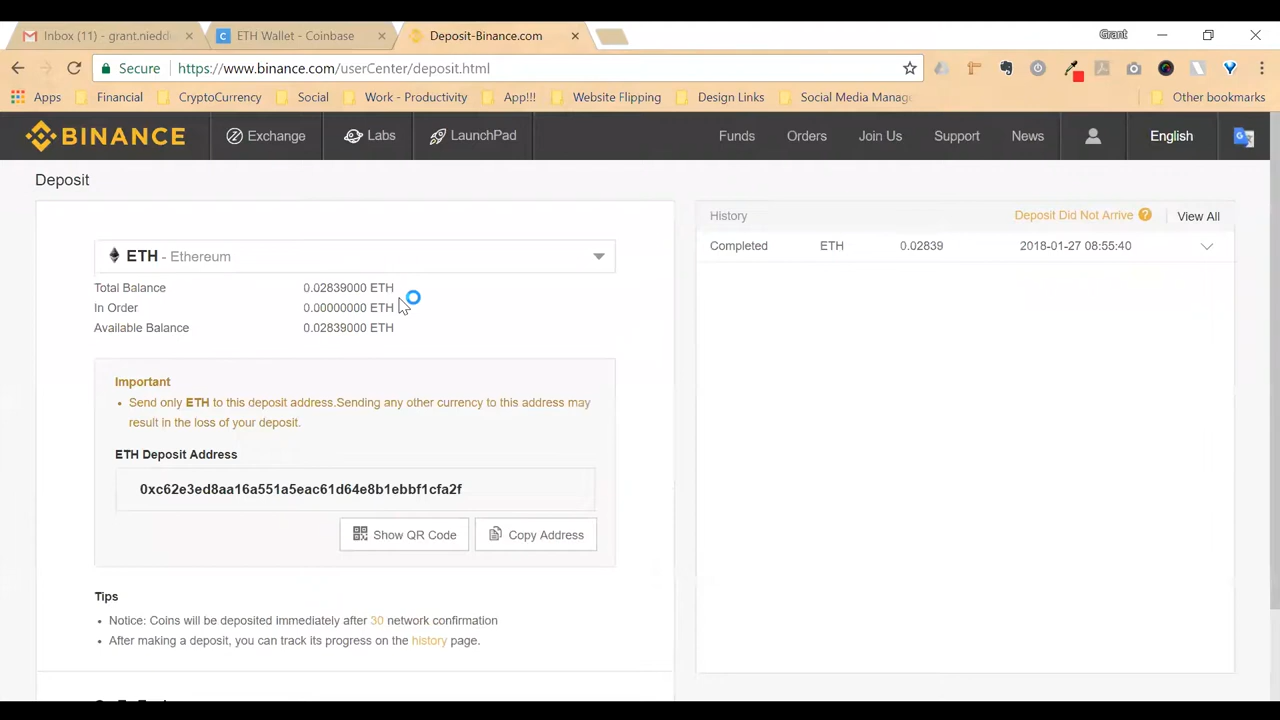 Inbox (11) - grant.niedd
ETH Wallet - Coinbase
Deposit-Binance.com
Grant
Secure
https://www.binance.com/userCenter/deposit.html
Apps
Financial
CryptoCurrency
Social
Work - Productivity
App!!!
Website Flipping
Design Links
Social Media Manag
Other bookmarks
BINANCE
Exchange
Labs
LaunchPad
Funds
Orders
Join Us
Support
News
English
Deposit
ETH - Ethereum
Total Balance 0.02839000 ETH
In Order 0.00000000 ETH
Available Balance 0.02839000 ETH
Important
• Send only ETH to this deposit address.Sending any other currency to this address may
result in the loss of your deposit.
ETH Deposit Address
0xc62e3ed8aa16a551a5eac61d64e8b1ebbf1cfa2f
Show QR Code
Copy Address
Tips
• Notice: Coins will be deposited immediately after 30 network confirmation
• After making a deposit, you can track its progress on the history page.
History
Deposit Did Not Arrive ?
View All
Completed ETH 0.02839 2018-01-27 08:55:40